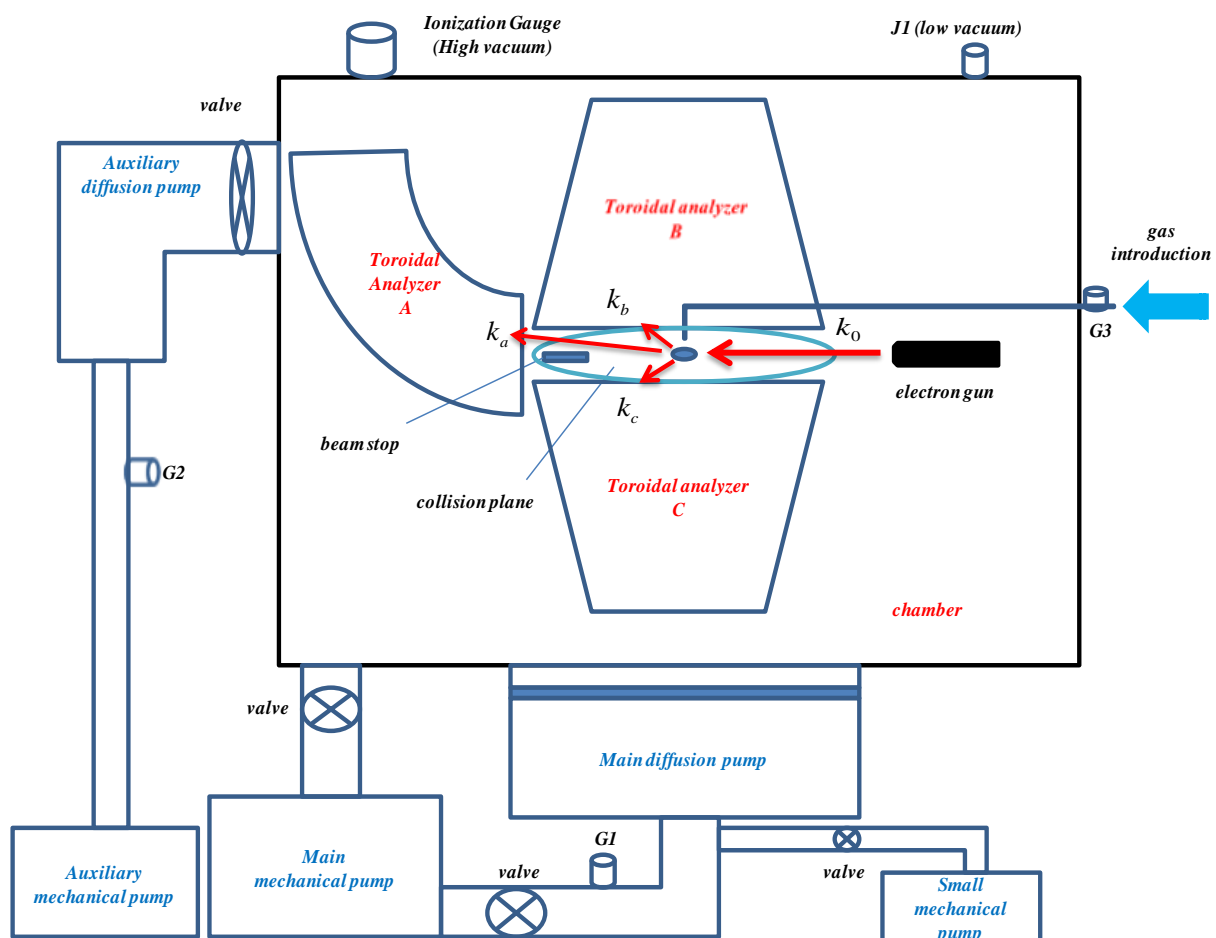 Ionization Gauge
(High vacuum)
J1 (low vacuum)
valve
Auxiliary
diffusion pump
Toroidal analyzer
B
Toroidal
Analyzer
A
gas
introduction
k_b
k_a
k_0
G3
electron gun
k_c
beam stop
G2
collision plane
Toroidal analyzer
C
chamber
valve
Main diffusion pump
G1
Main
mechanical pump
Auxiliary
mechanical pump
valve
valve
Small
mechanical
pump